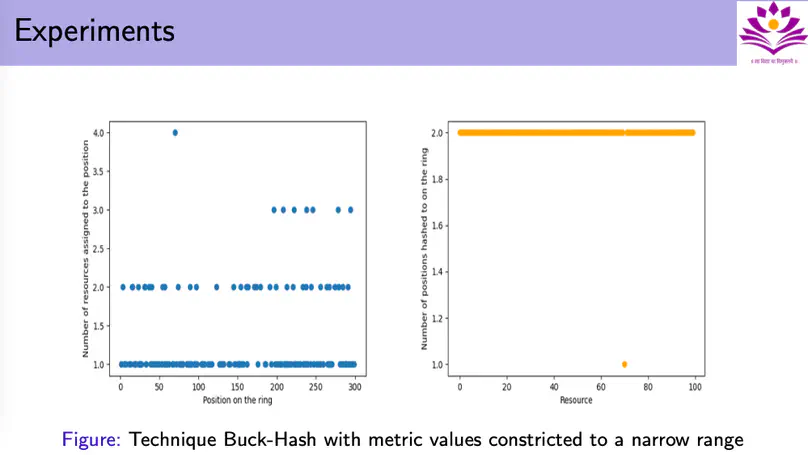 Experiments
॥ सा विद्या या विमुक्तये ॥
4.0
3.5
3.0
2.5
2.0
1.5
1.0
Number of resources assigned to the position
0 50 100 150 200 250 300
Position on the ring
2.0
1.8
1.6
1.4
1.2
1.0
Number of positions hashed to on the ring
0 20 40 60 80 100
Resource
Figure: Technique Buck-Hash with metric values constricted to a narrow range